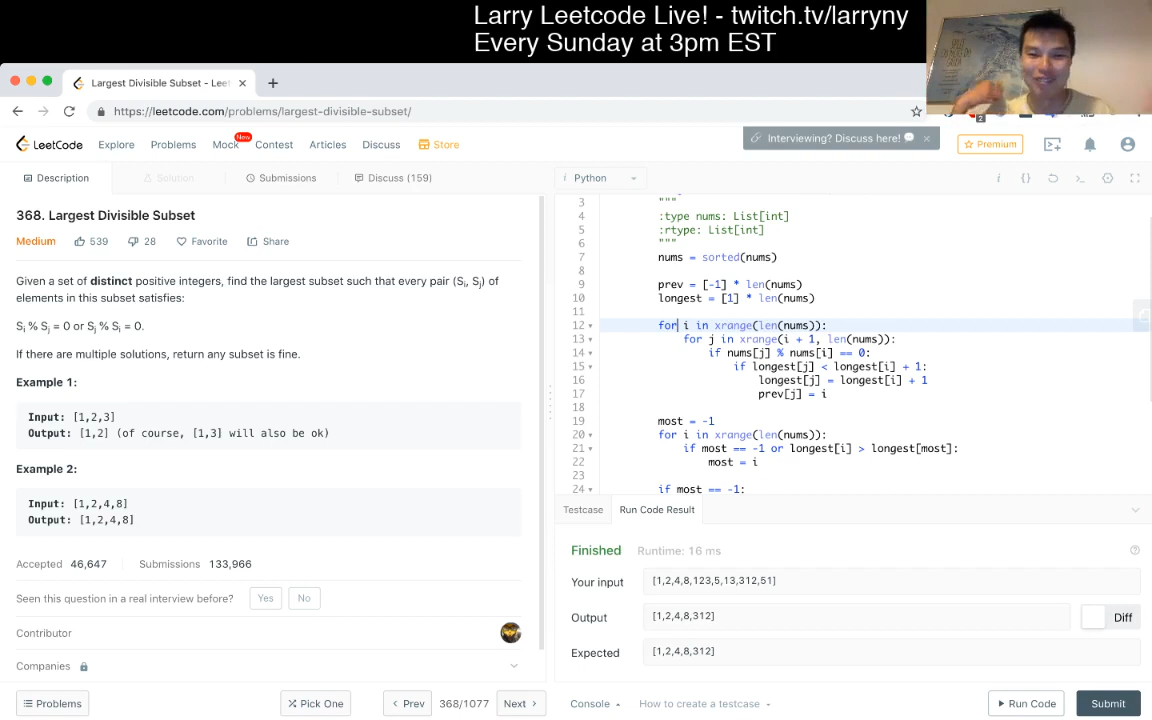 Larry Leetcode Live! - twitch.tv/larryny
Every Sunday at 3pm EST
Largest Divisible Subset - Leet
https://leetcode.com/problems/largest-divisible-subset/
2
LeetCode
Explore
Problems
Mock
New
Contest
Articles
Discuss
Store
Interviewing? Discuss here!
Premium
Description
Solution
Submissions
Discuss (159)
i Python
368. Largest Divisible Subset
Medium 539 28 Favorite Share
Given a set of distinct positive integers, find the largest subset such that every pair (Si, Sj) of
elements in this subset satisfies:
Si % Sj = 0 or Sj % Si = 0.
If there are multiple solutions, return any subset is fine.
Example 1:
Input: [1,2,3]
Output: [1,2] (of course, [1,3] will also be ok)
Example 2:
Input: [1,2,4,8]
Output: [1,2,4,8]
Accepted 46,647 Submissions 133,966
Seen this question in a real interview before? Yes No
Contributor
Companies
Problems
Pick One
Prev
368/1077
Next
3 """
4 :type nums: List[int]
5 :rtype: List[int]
6 """
7 nums = sorted(nums)
8
9 prev = [-1] * len(nums)
10 longest = [1] * len(nums)
11
12 for i in xrange(len(nums)):
13 for j in xrange(i + 1, len(nums)):
14 if nums[j] % nums[i] == 0:
15 if longest[j] < longest[i] + 1:
16 longest[j] = longest[i] + 1
17 prev[j] = i
18
19 most = -1
20 for i in xrange(len(nums)):
21 if most == -1 or longest[i] > longest[most]:
22 most = i
23
24 if most == -1:
Testcase
Run Code Result
Finished Runtime: 16 ms
Your input [1,2,4,8,123,5,13,312,51]
Output [1,2,4,8,312]
Diff
Expected [1,2,4,8,312]
Console
How to create a testcase
Run Code
Submit